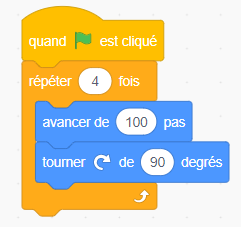 quand est cliqué
répéter 4 fois
avancer de 100 pas
tourner de 90 degrés